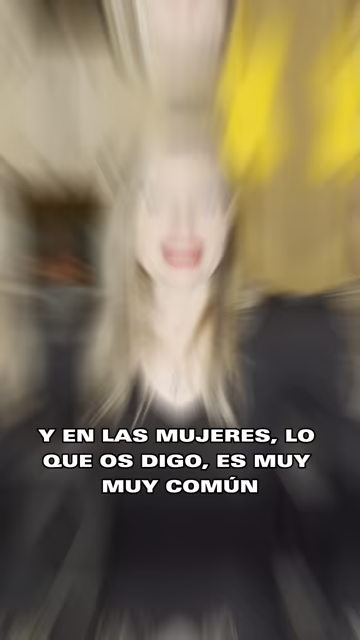 Y EN LAS MUJERES, LO
QUE OS DIGO, ES MUY
MUY COMÚN